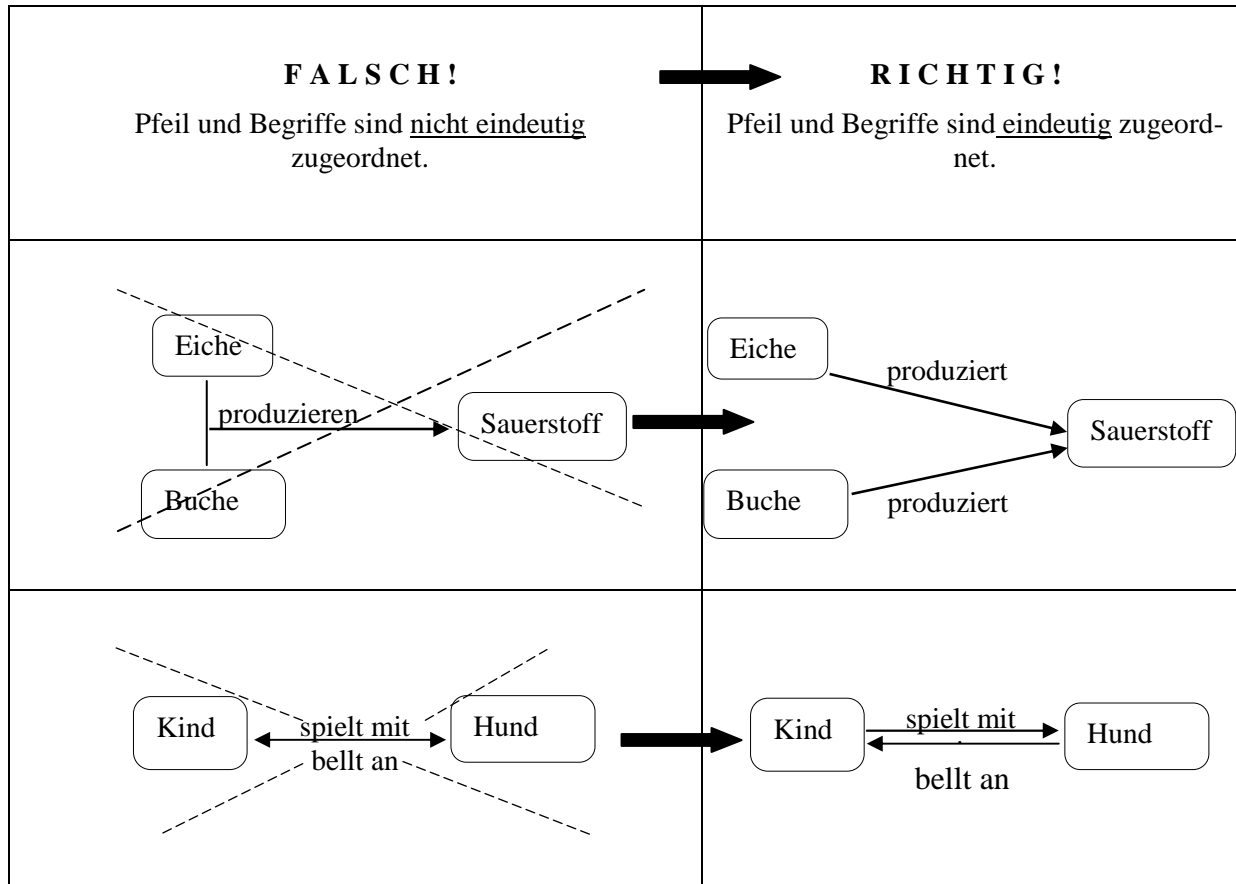 F A L S C H !
Pfeil und Begriffe sind nicht eindeutig
zugeordnet.
R I C H T I G !
Pfeil und Begriffe sind eindeutig zugeord-
net.
Eiche
produzieren
Sauerstoff
Buche
Eiche
produziert
Sauerstoff
Buche
produziert
Kind
spielt mit
bellt an
Hund
Kind
spielt mit
bellt an
Hund